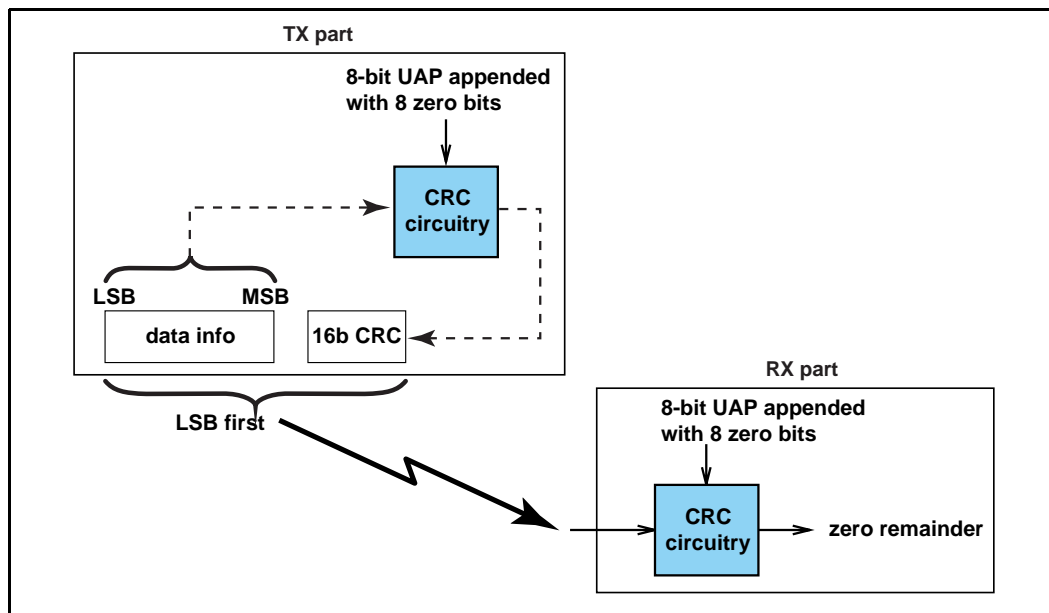 TX part
8-bit UAP appended
with 8 zero bits
CRC
circuitry
LSB
MSB
data info
16b CRC
LSB first
RX part
8-bit UAP appended
with 8 zero bits
CRC
circuitry
zero remainder